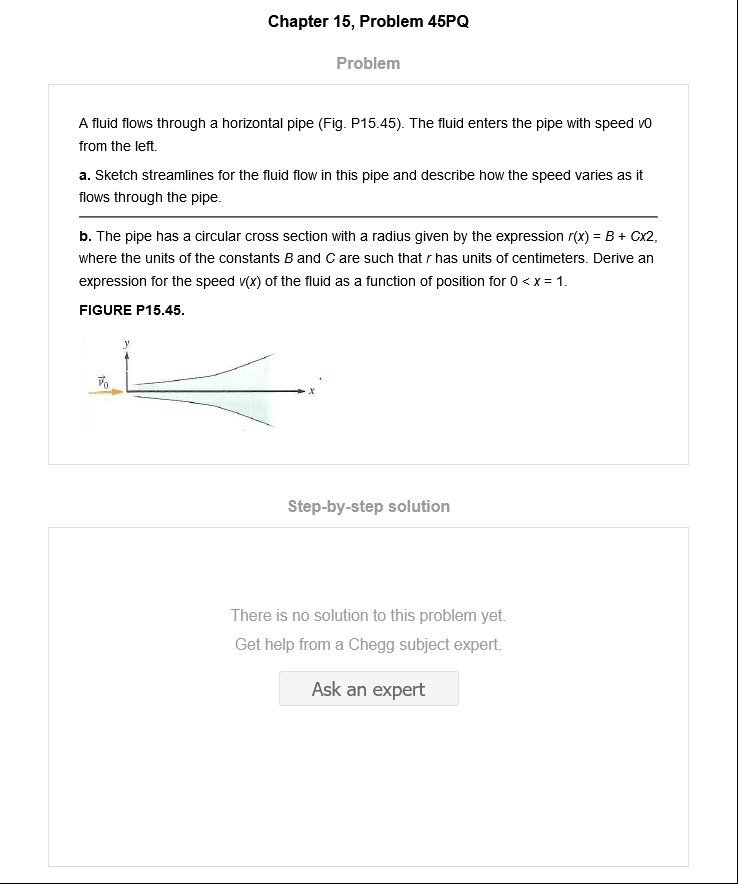 Chapter 15, Problem 45PQ
Problem
A fluid flows through a horizontal pipe (Fig. P15.45). The fluid enters the pipe with speed v0
from the left.
a. Sketch streamlines for the fluid flow in this pipe and describe how the speed varies as it
flows through the pipe.
b. The pipe has a circular cross section with a radius given by the expression r(x) = B + Cx2,
where the units of the constants B and C are such that r has units of centimeters. Derive an
expression for the speed v(x) of the fluid as a function of position for 0 < x = 1.
FIGURE P15.45.
y
v⃗0
x
Step-by-step solution
There is no solution to this problem yet.
Get help from a Chegg subject expert.
Ask an expert